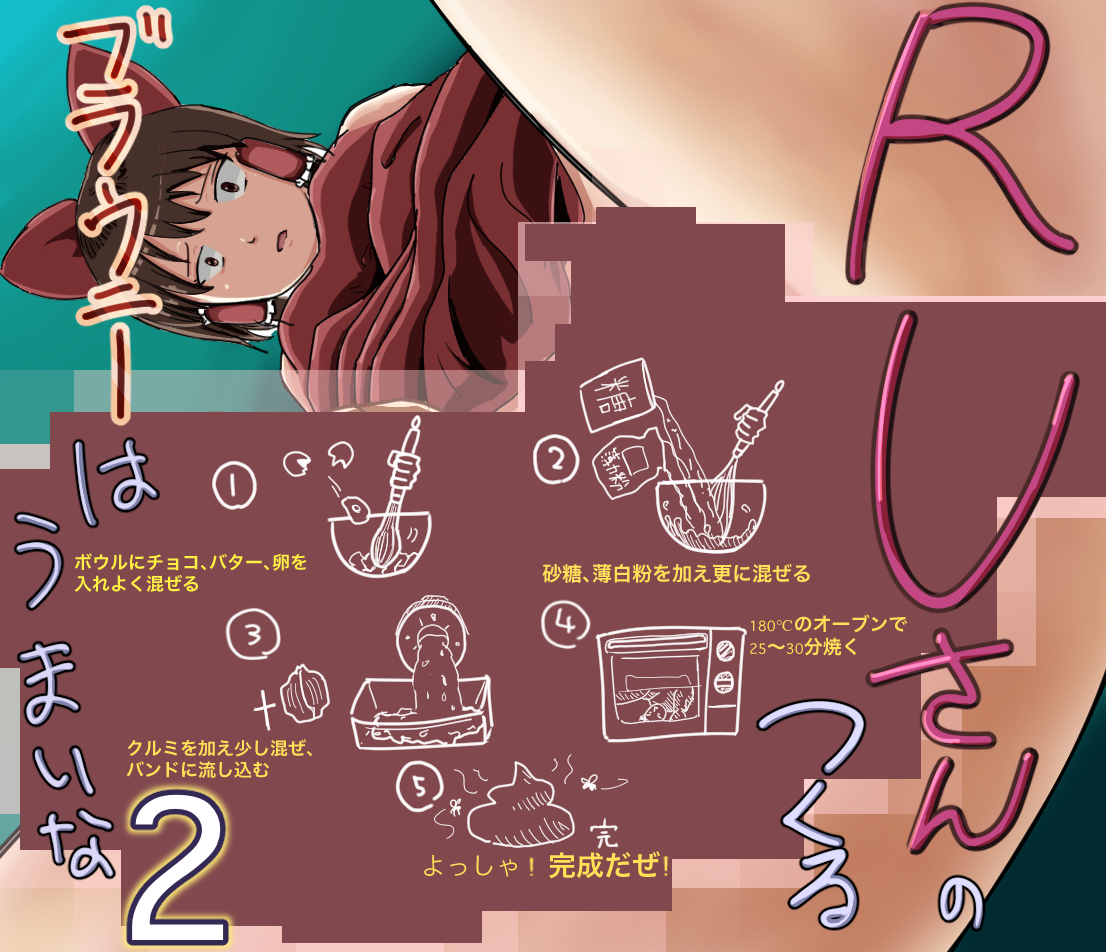 RUさんの
つくる
ブラウニー
は
うまいな
2
①
ボウルにチョコ、バター、卵を
入れよく混ぜる
②
糖
薄力粉
砂糖、薄白粉を加え更に混ぜる
③
＋
クルミを加え少し混ぜ、
バンドに流し込む
④
180℃のオーブンで
25〜30分焼く
⑤
完
よっしゃ！完成だぜ!